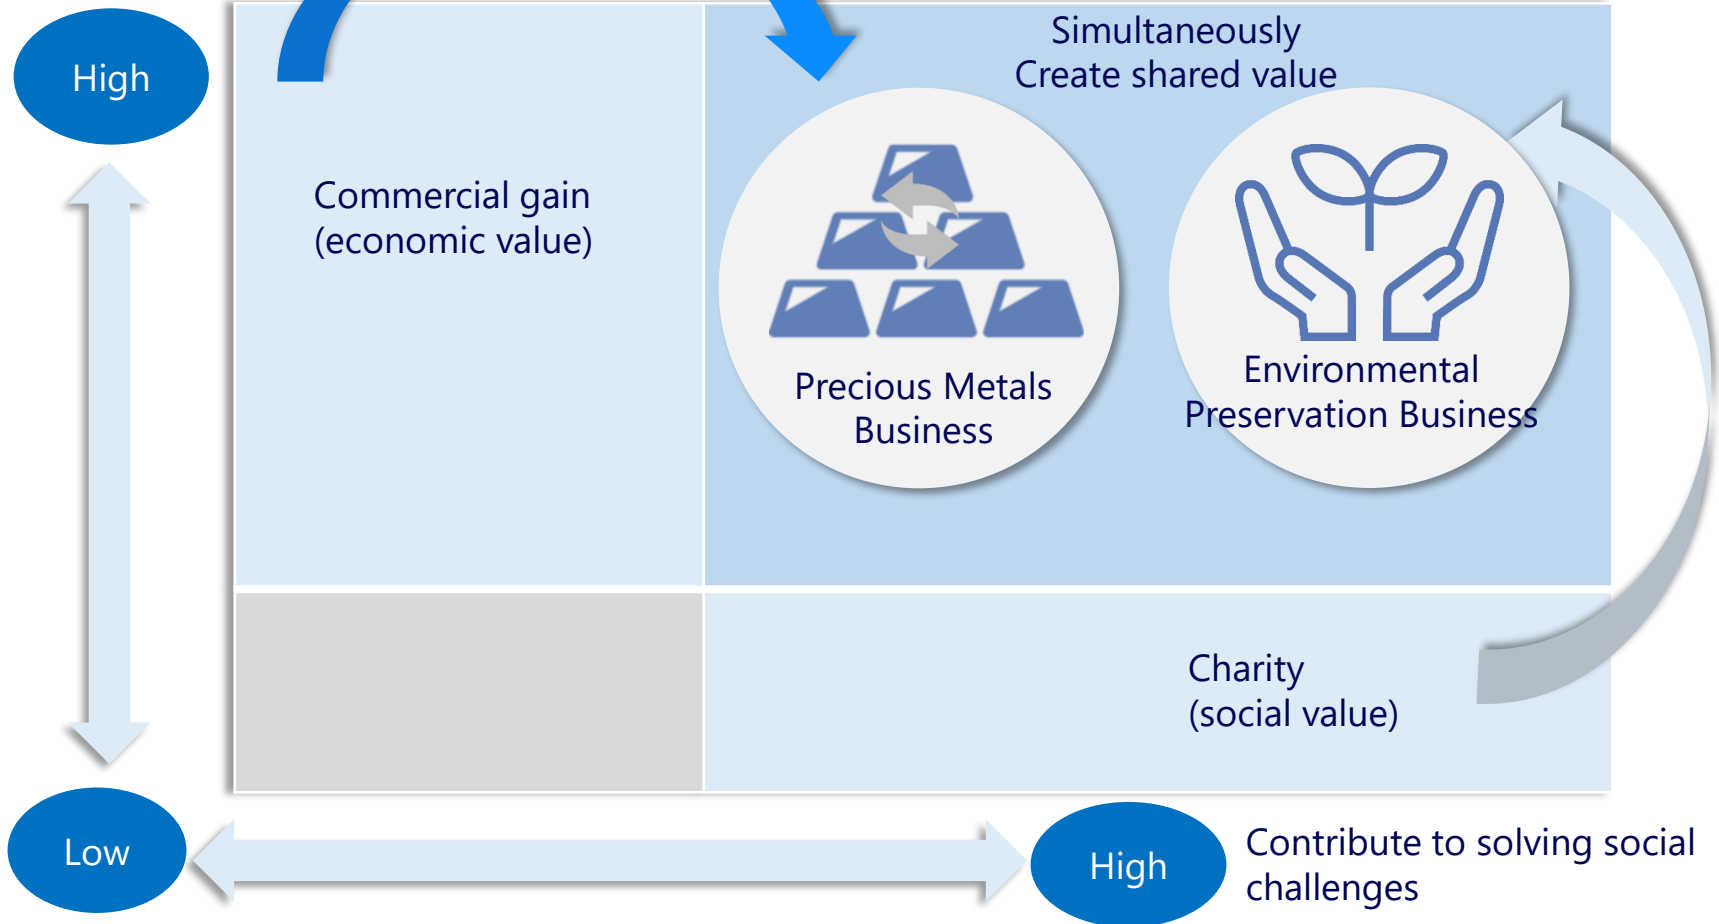 High
Simultaneously
Create shared value
Commercial gain
(economic value)
Precious Metals
Business
Environmental
Preservation Business
Charity
(social value)
Low
High
Contribute to solving social
challenges